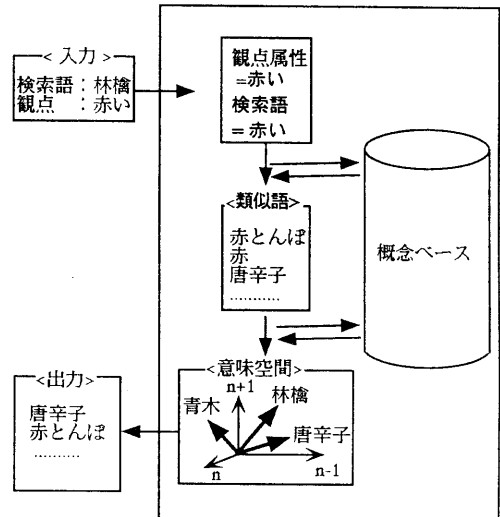 <入力>
検索語：林檎
観点　：赤い
観点属性
=赤い
検索語
=赤い
<類似語>
赤とんぼ
赤
唐辛子
...........
概念ベース
<意味空間>
n+1
青木
林檎
唐辛子
n
n-1
<出力>
唐辛子
赤とんぼ
.........